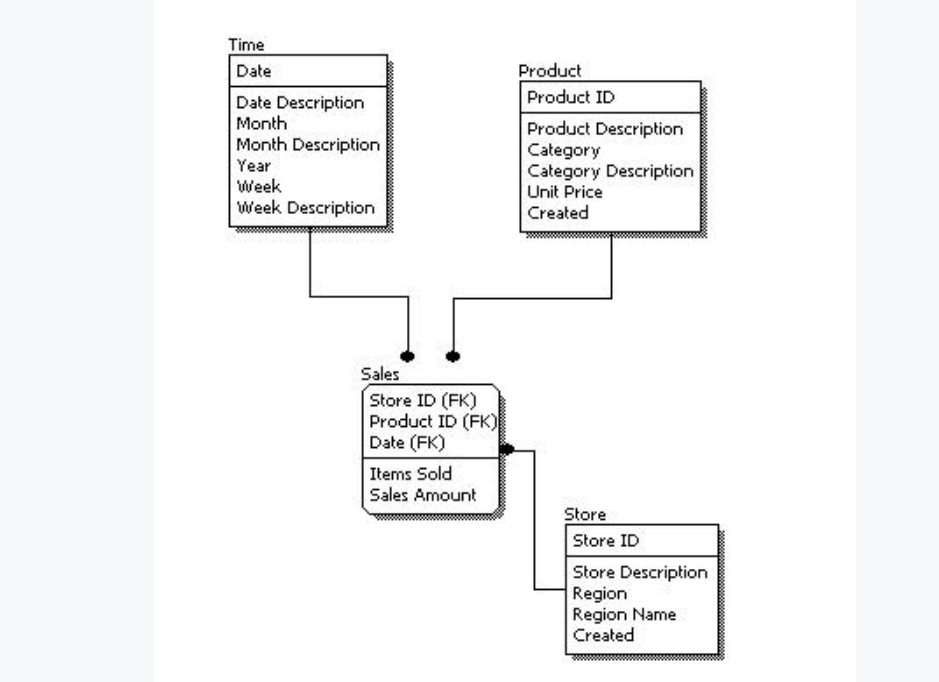 Time
Date
Date Description
Month
Month Description
Year
Week
Week Description
Product
Product ID
Product Description
Category
Category Description
Unit Price
Created
Sales
Store ID (FK)
Product ID (FK)
Date (FK)
Items Sold
Sales Amount
Store
Store ID
Store Description
Region
Region Name
Created